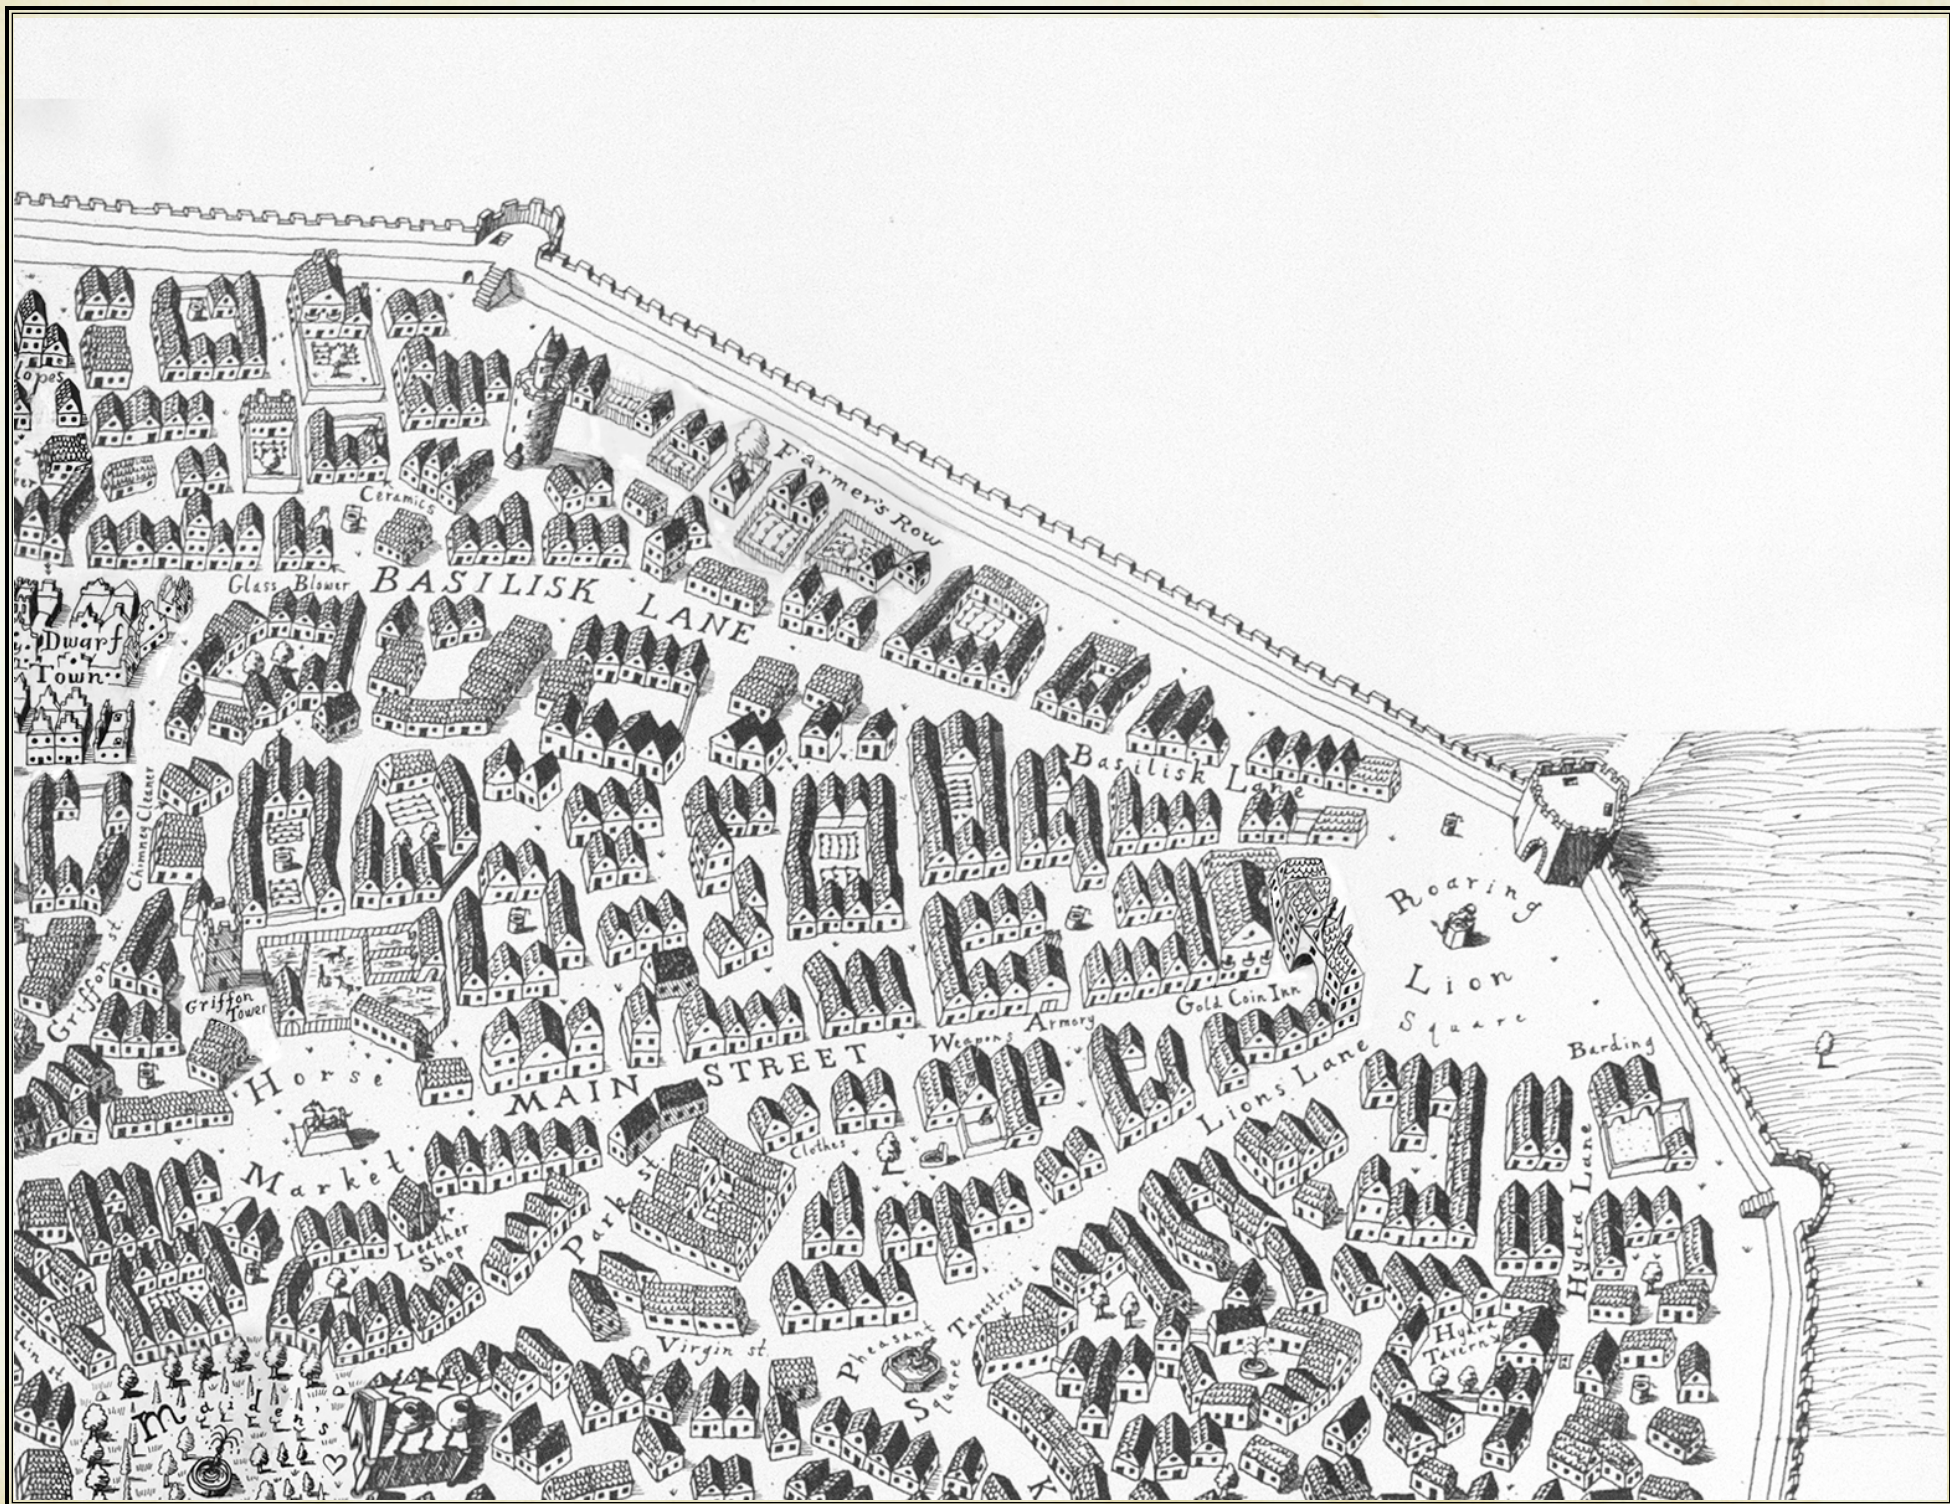 Farmer's Row
Ceramics
Glass Blower
BASILISK LANE
Dwarf
Town
Chimney Cleaner
Basilisk Lane
Roaring
Lion
Square
Griffon st.
Griffon
Tower
Gold Coin Inn
Armory
Weapons
MAIN STREET
Lions Lane
Barding
Horse
Market
Clothes
Hydra Lane
Park st.
Leather
Shop
Virgin st.
Pheasant
Square
Tapestries
Hydra
Tavern